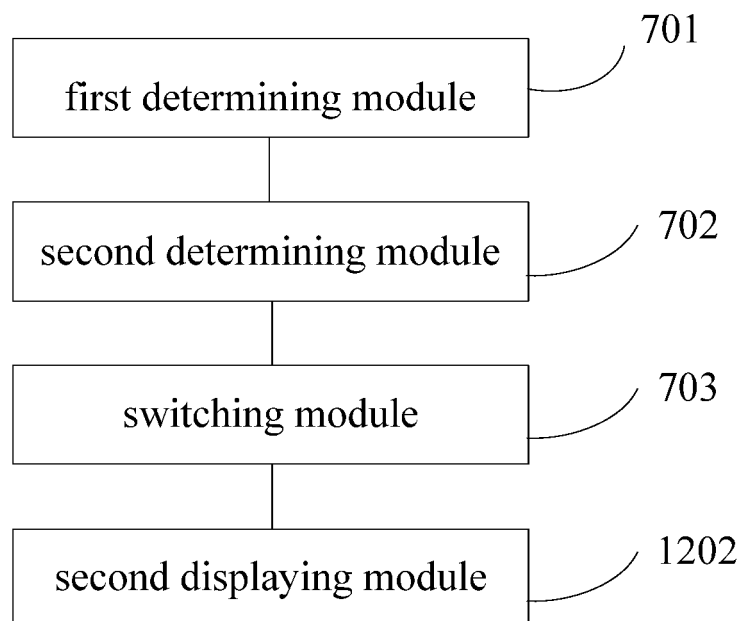 701
first determining module
702
second determining module
703
switching module
1202
second displaying module